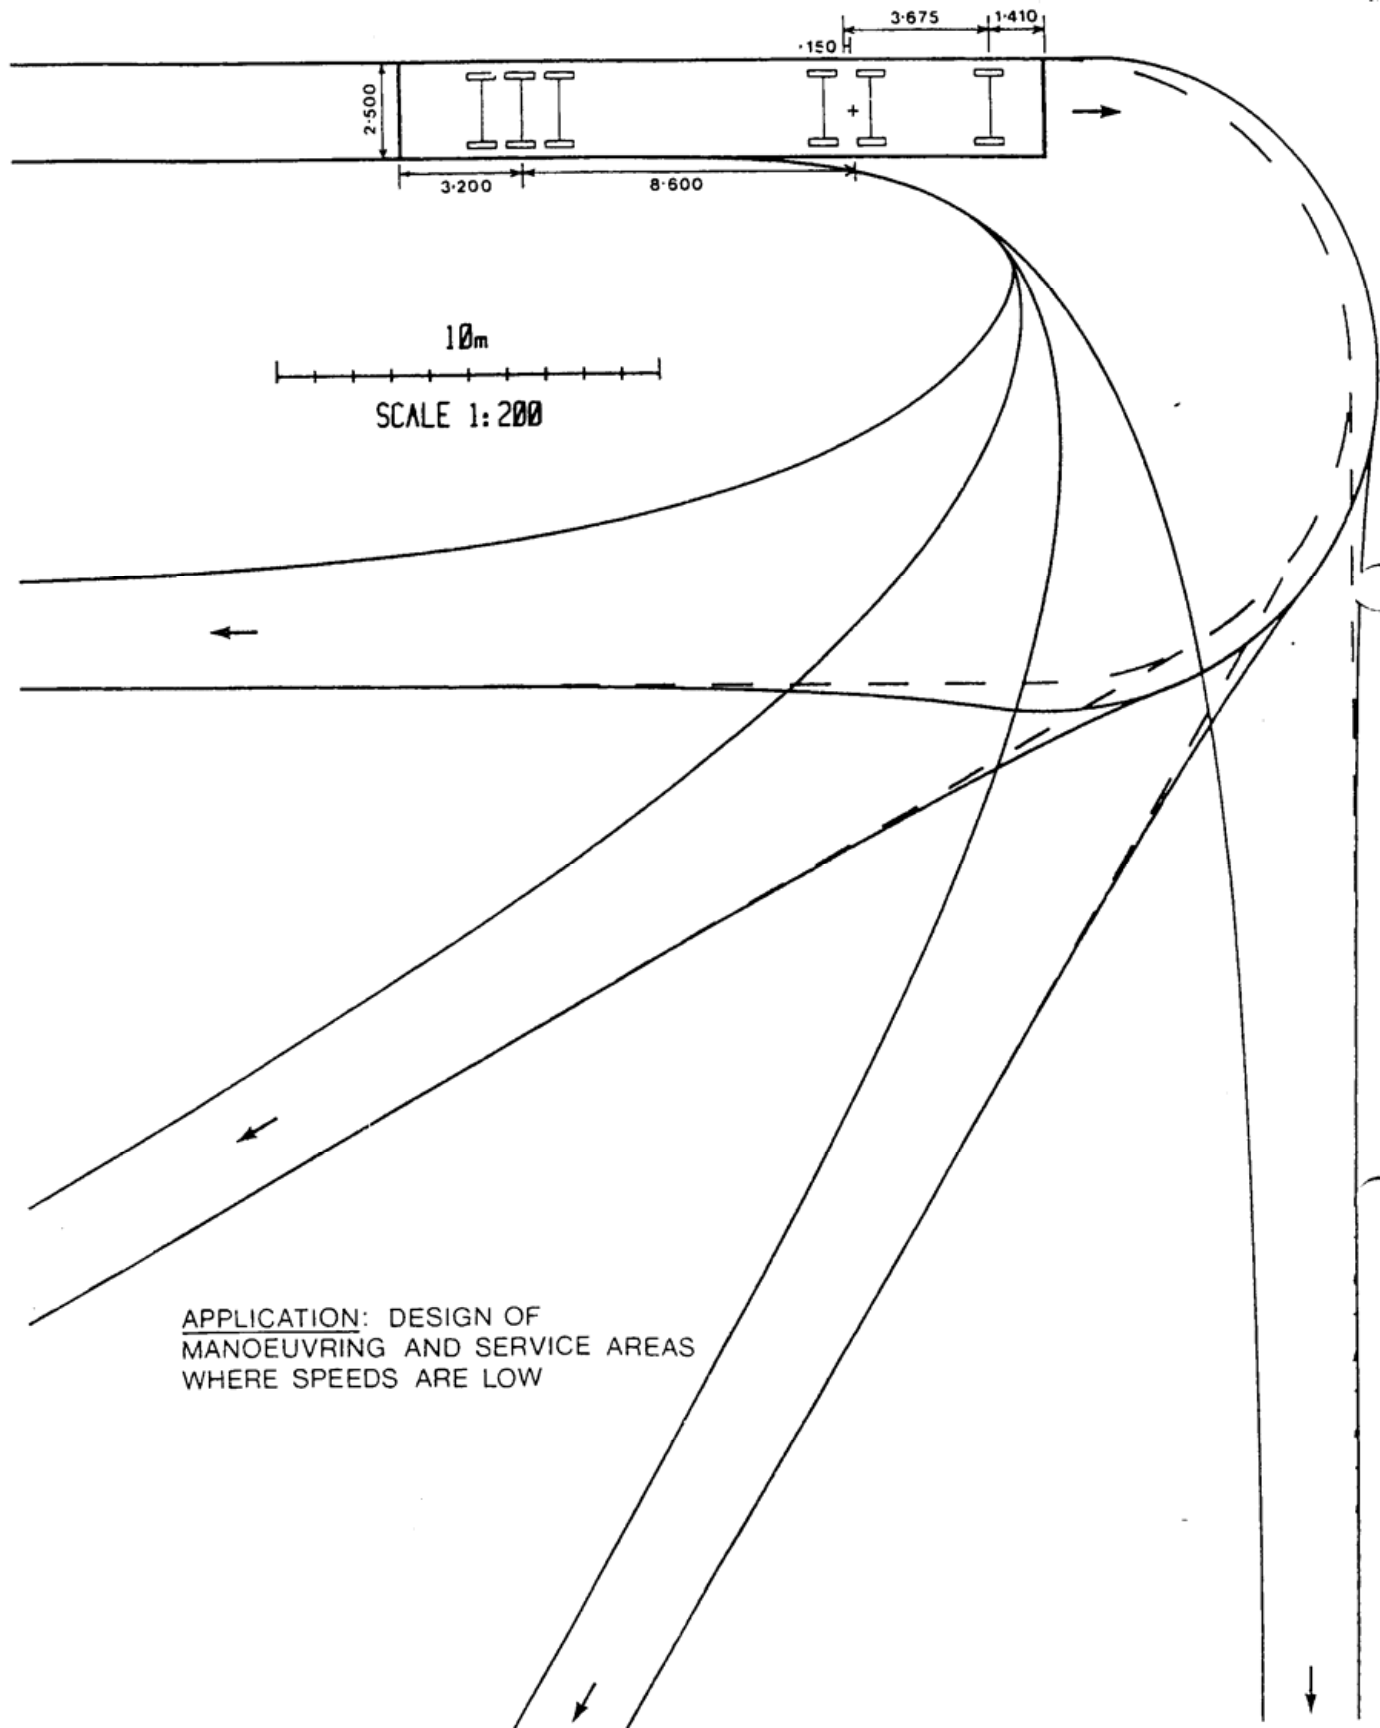 3·675
1·410
·150
2·500
3·200
8·600
10m
SCALE 1:200
APPLICATION: DESIGN OF
MANOEUVRING AND SERVICE AREAS
WHERE SPEEDS ARE LOW